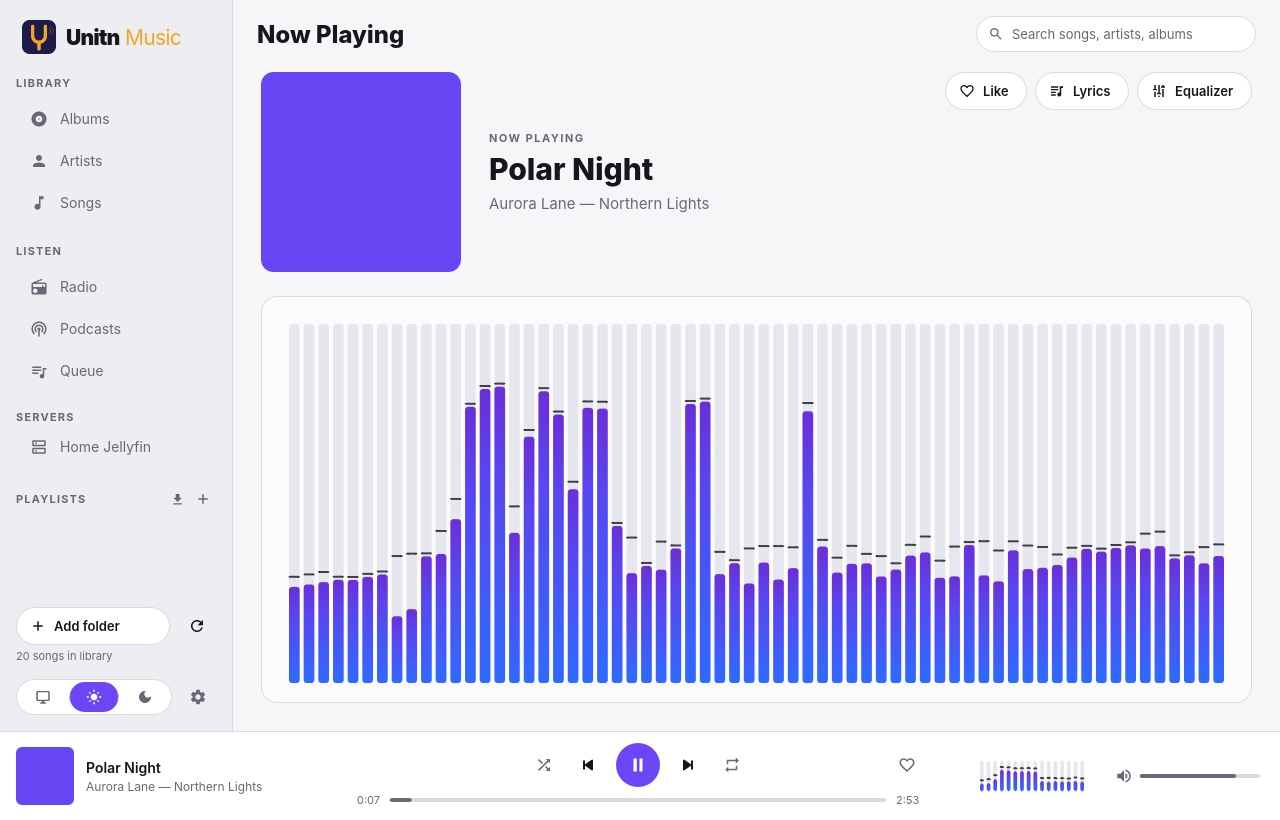 Unitn Music
LIBRARY
Albums
Artists
Songs
LISTEN
Radio
Podcasts
Queue
SERVERS
Home Jellyfin
PLAYLISTS
Add folder
20 songs in library
Now Playing
Search songs, artists, albums
Like
Lyrics
Equalizer
NOW PLAYING
Polar Night
Aurora Lane — Northern Lights
Polar Night
Aurora Lane — Northern Lights
0:07
2:53